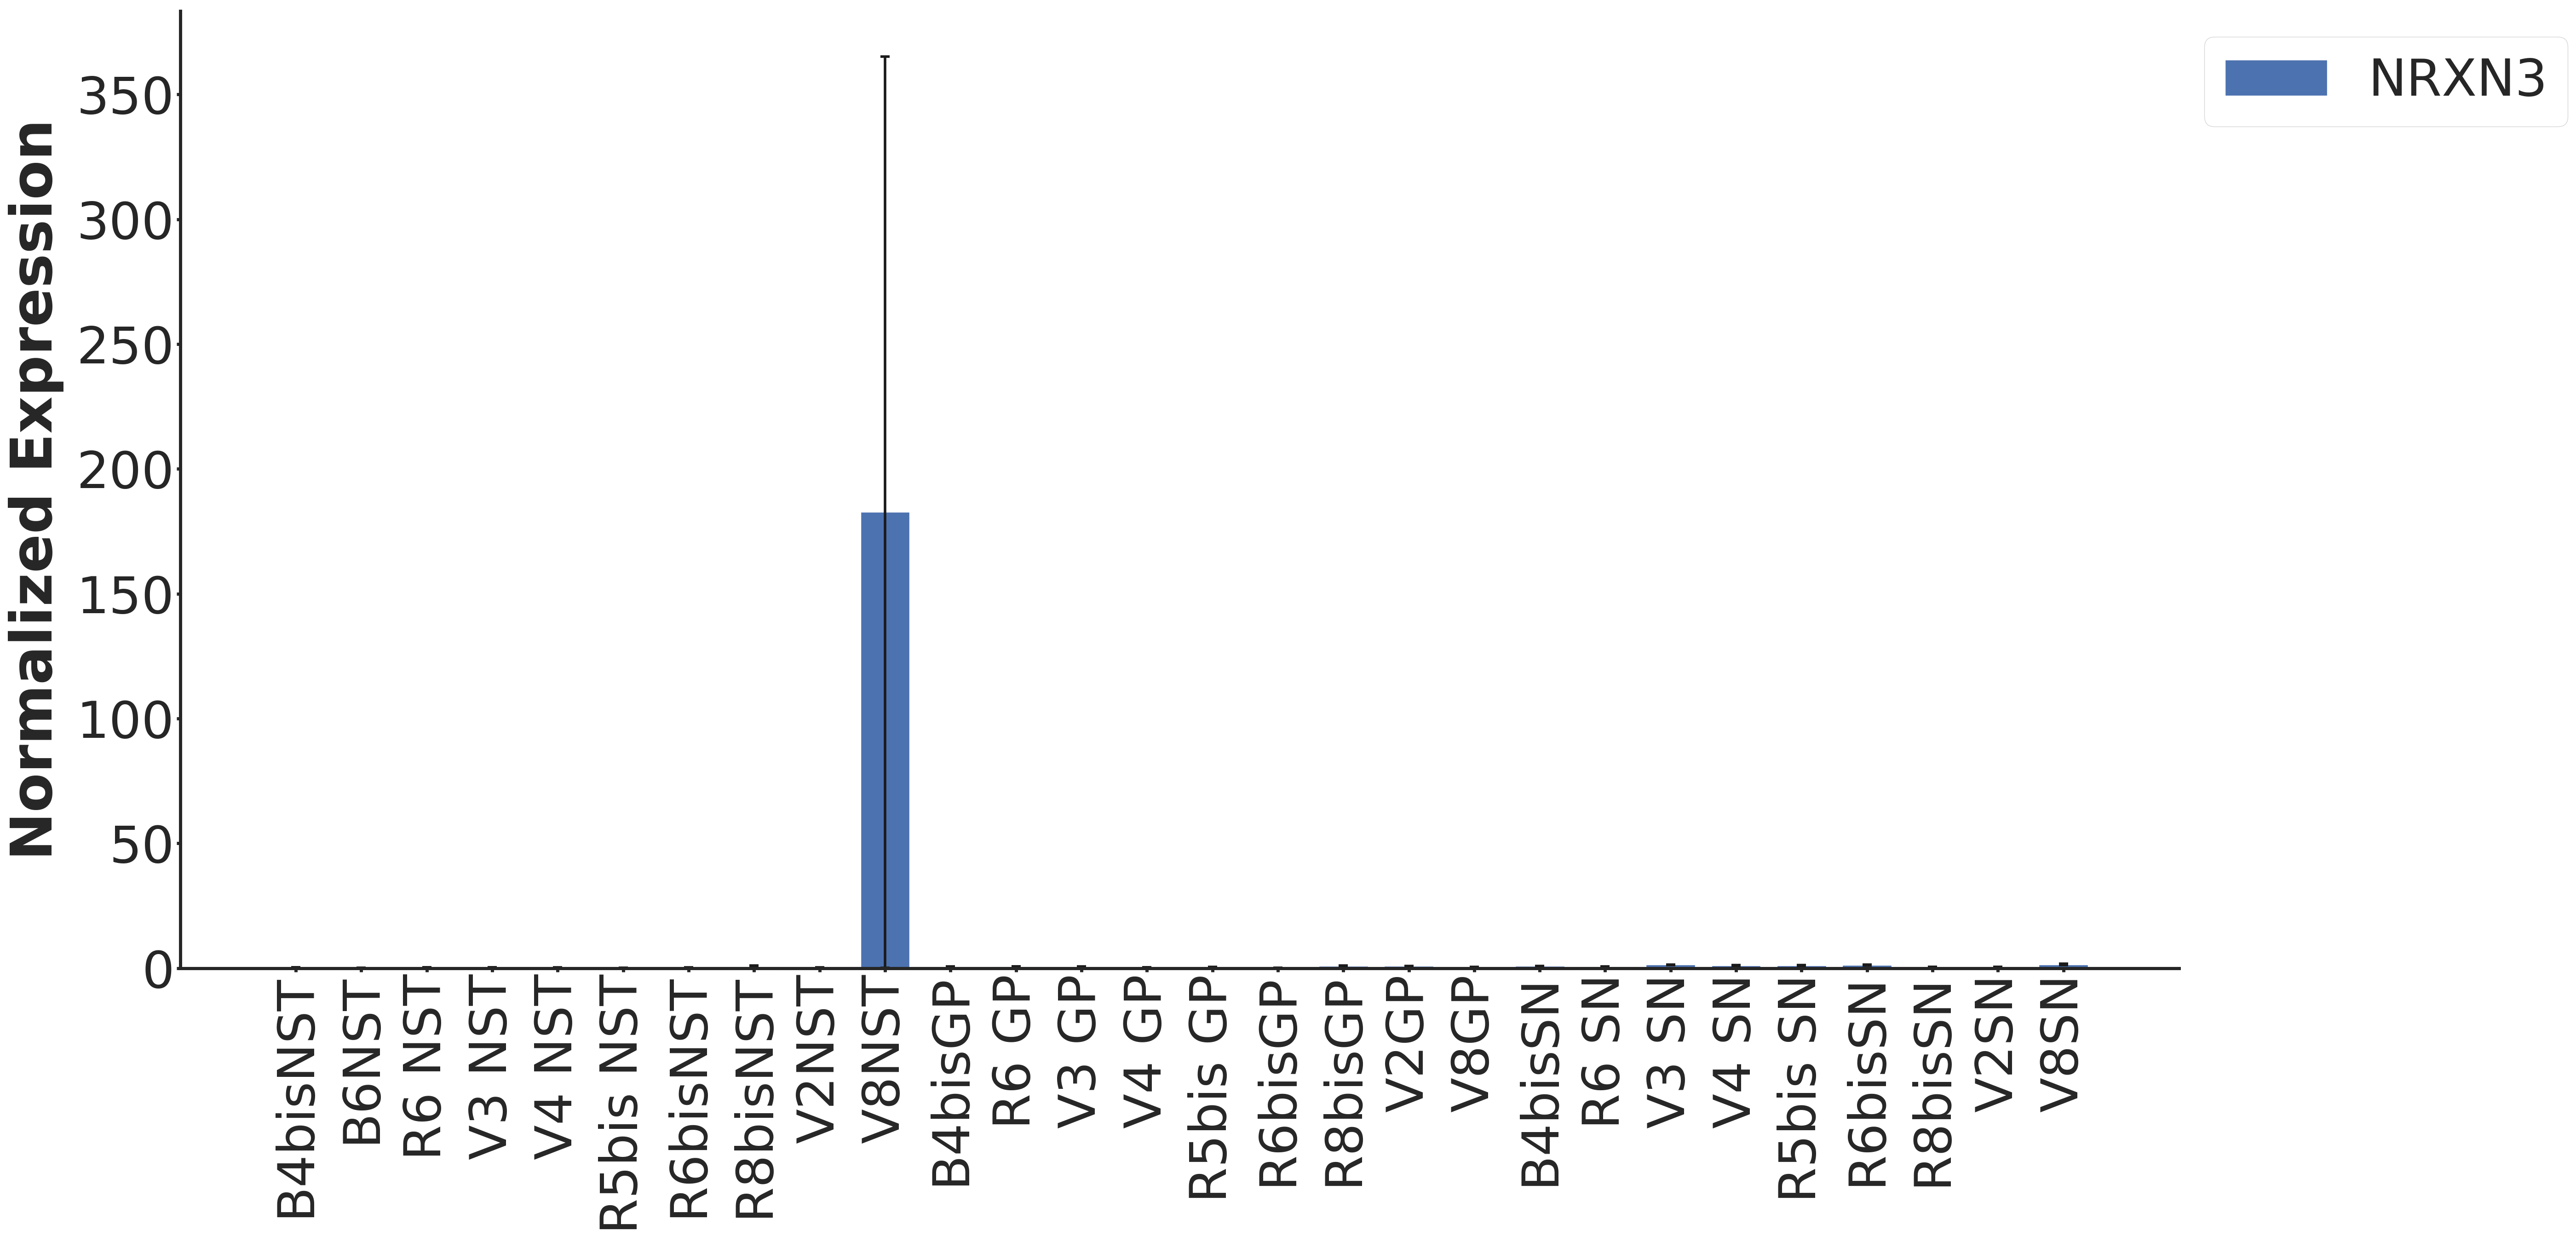 Normalized Expression
350
300
250
200
150
100
50
0
NRXN3
B4bisNST
B6NST
R6 NST
V3 NST
V4 NST
R5bis NST
R6bisNST
R8bisNST
V2NST
V8NST
B4bisGP
R6 GP
V3 GP
V4 GP
R5bis GP
R6bisGP
R8bisGP
V2GP
V8GP
B4bisSN
R6 SN
V3 SN
V4 SN
R5bis SN
R6bisSN
R8bisSN
V2SN
V8SN